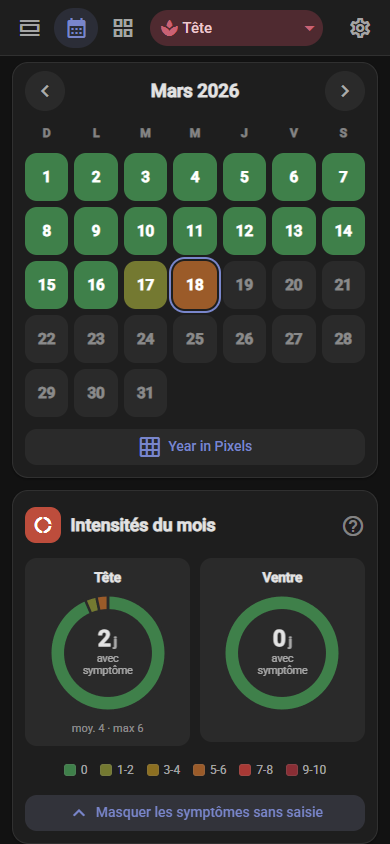 Tête
Mars 2026
D L M M J V S
1 2 3 4 5 6 7
8 9 10 11 12 13 14
15 16 17 18 19 20 21
22 23 24 25 26 27 28
29 30 31
Year in Pixels
Intensités du mois
Tête
2 j
avec
symptôme
moy. 4 · max 6
Ventre
0 j
avec
symptôme
0 1-2 3-4 5-6 7-8 9-10
Masquer les symptômes sans saisie